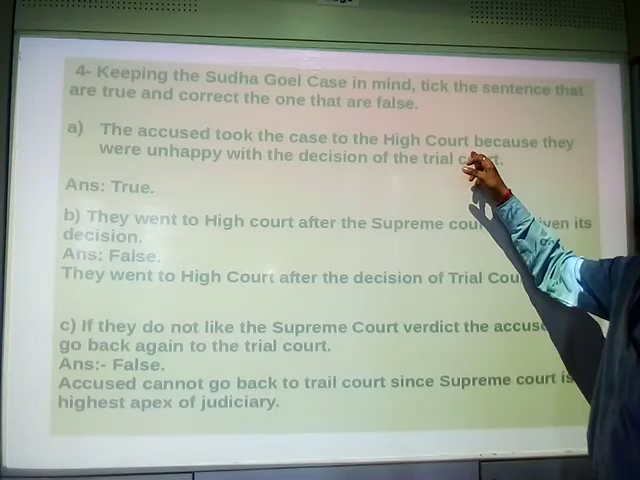 4- Keeping the Sudha Goel Case in mind, tick the sentence that
are true and correct the one that are false.
a) The accused took the case to the High Court because they
were unhappy with the decision of the trial
Ans: True.
b) They went to High court after the Supreme its
decision.
Ans: False.
They went to High Court after the decision of Trial
c) If they do not like the Supreme Court verdict the
go back again to the trial court.
Ans:- False.
Accused cannot go back to trail court since Supreme court is
highest apex of judiciary.